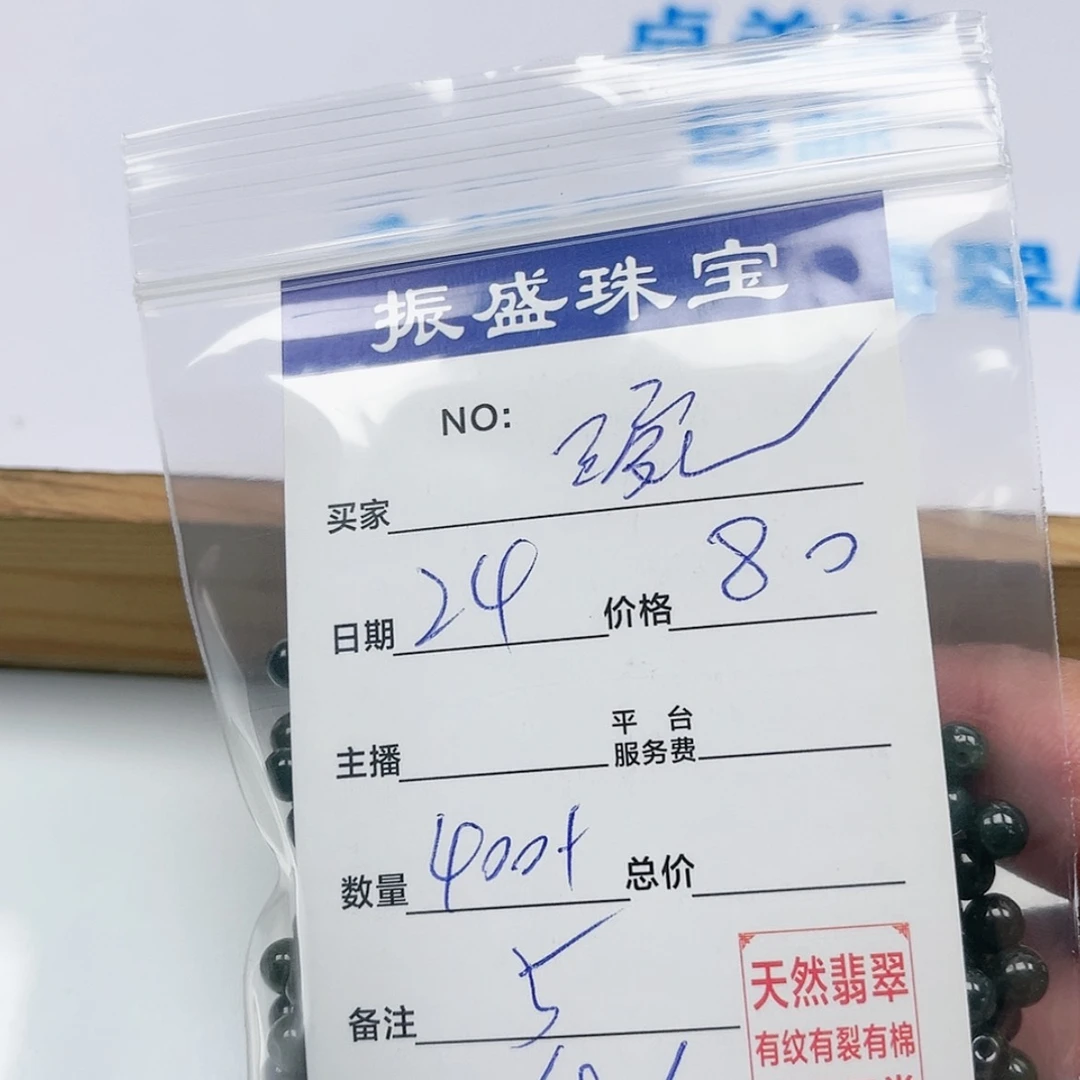 振盛珠宝
NO:
买家
日期 24 价格 80
主播 平台服务费
数量 400+ 总价
备注 5
天然翡翠
有纹有裂有棉